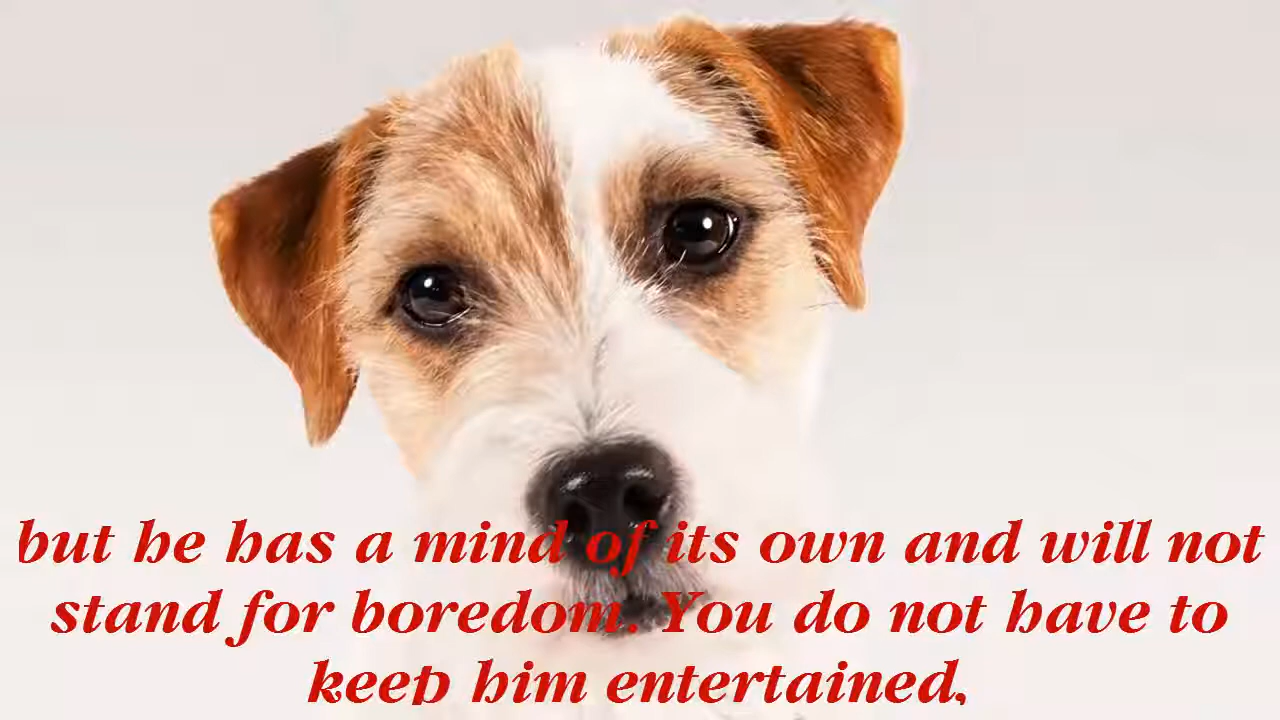 but he has a mind of its own and will not
stand for boredom. You do not have to
keep him entertained,